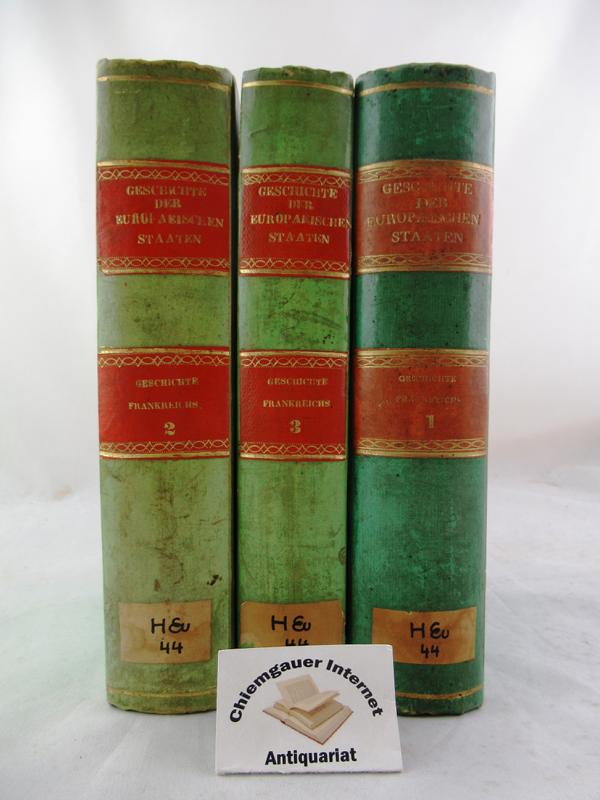 GESCHICHTE
DER
EUROPAEISCHEN
STAATEN
GESCHICHTE
FRANKREICHS.
2
H Eu
44
GESCHICHTE
DER
EUROPAEISCHEN
STAATEN
GESCHICHTE
FRANKREICHS
3
H Eu
44
GESCHICHTE
DER
EUROPAEISCHEN
STAATEN
GESCHICHTE
FRANKREICHS
1
H Eu
44
Chiemgauer Internet
Antiquariat